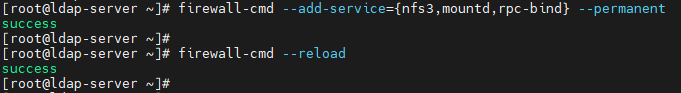 [root@ldap-server ~]# firewall-cmd --add-service={nfs3,mountd,rpc-bind} --permanent
success
[root@ldap-server ~]#
[root@ldap-server ~]# firewall-cmd --reload
success
[root@ldap-server ~]#